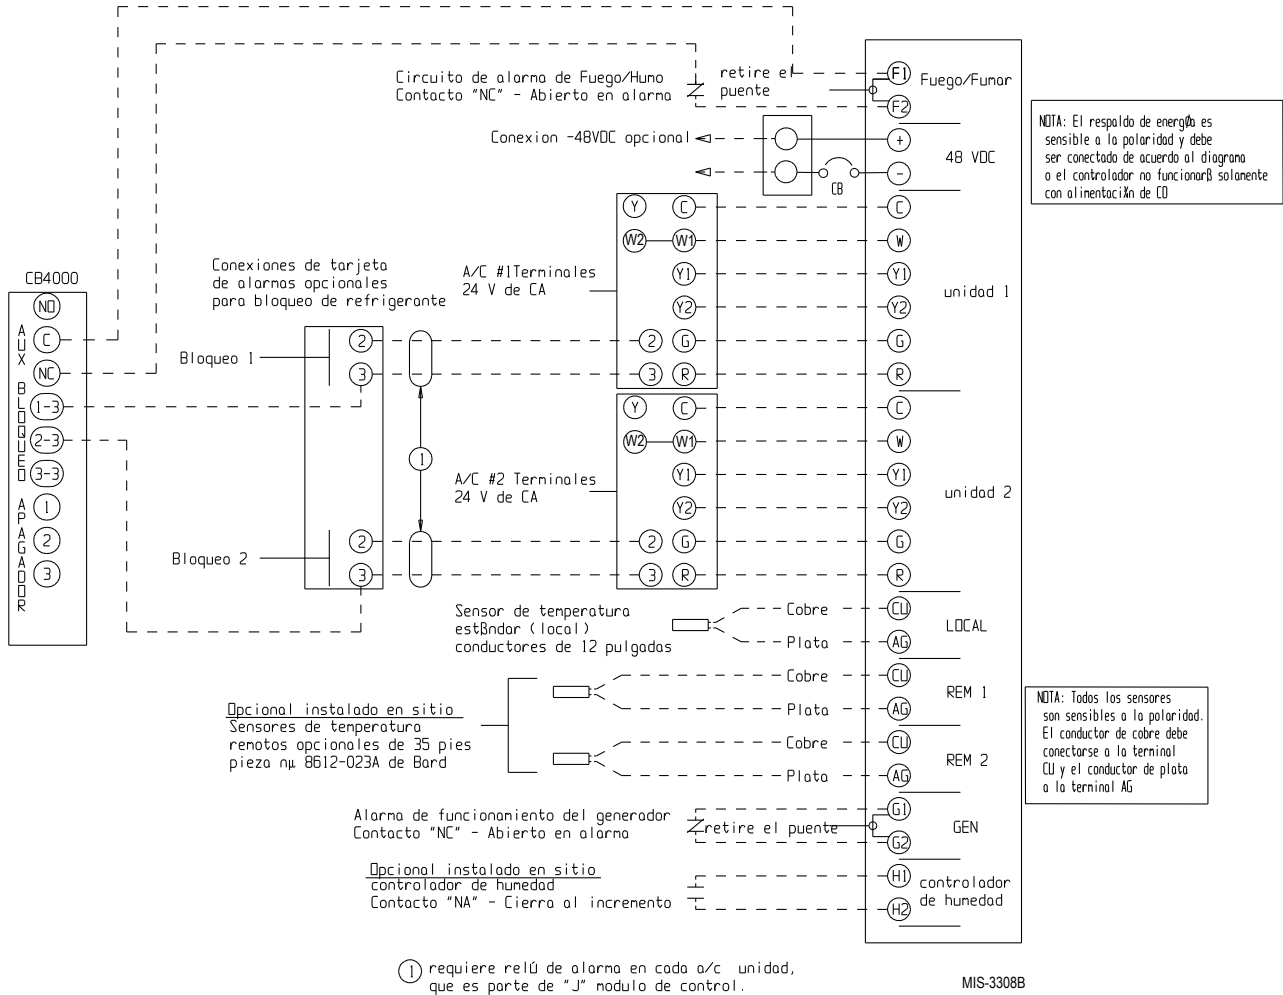 Circuito de alarma de Fuego/Humo
Contacto "NC" - Abierto en alarma
retire el
puente
F1
F2
Fuego/Fumar
Conexion -48VDC opcional
CB
+
-
48 VDC
NOTA: El respaldo de energØa es
sensible a la polaridad y debe
ser conectado de acuerdo al diagrama
o el controlador no funcionarß solamente
con alimentaciXn de CD
CB4000
NO
C
NC
1-3
2-3
3-3
1
2
3
AUX BLOQUEO APAGADOR
Conexiones de tarjeta
de alarmas opcionales
para bloqueo de refrigerante
Bloqueo 1
2
3
1
Bloqueo 2
2
3
A/C #1Terminales
24 V de CA
Y C
W2 W1
Y1
Y2
2 G
3 R
C
W
Y1
Y2
G
R
unidad 1
A/C #2 Terminales
24 V de CA
Y C
W2 W1
Y1
Y2
2 G
3 R
C
W
Y1
Y2
G
R
unidad 2
Sensor de temperatura
estßndar (local)
conductores de 12 pulgadas
Cobre
Plata
CU
AG
LOCAL
Opcional instalado en sitio
Sensores de temperatura
remotos opcionales de 35 pies
pieza nµ 8612-023A de Bard
Cobre
Plata
CU
AG
REM 1
Cobre
Plata
CU
AG
REM 2
NOTA: Todos los sensores
son sensibles a la polaridad.
El conductor de cobre debe
conectarse a la terminal
CU y el conductor de plata
a la terminal AG
Alarma de funcionamiento del generador
Contacto "NC" - Abierto en alarma
retire el puente
G1
G2
GEN
Opcional instalado en sitio
controlador de humedad
Contacto "NA" - Cierra al incremento
H1
H2
controlador
de humedad
1 requiere relú de alarma en cada a/c unidad,
que es parte de "J" modulo de control.
MIS-3308B